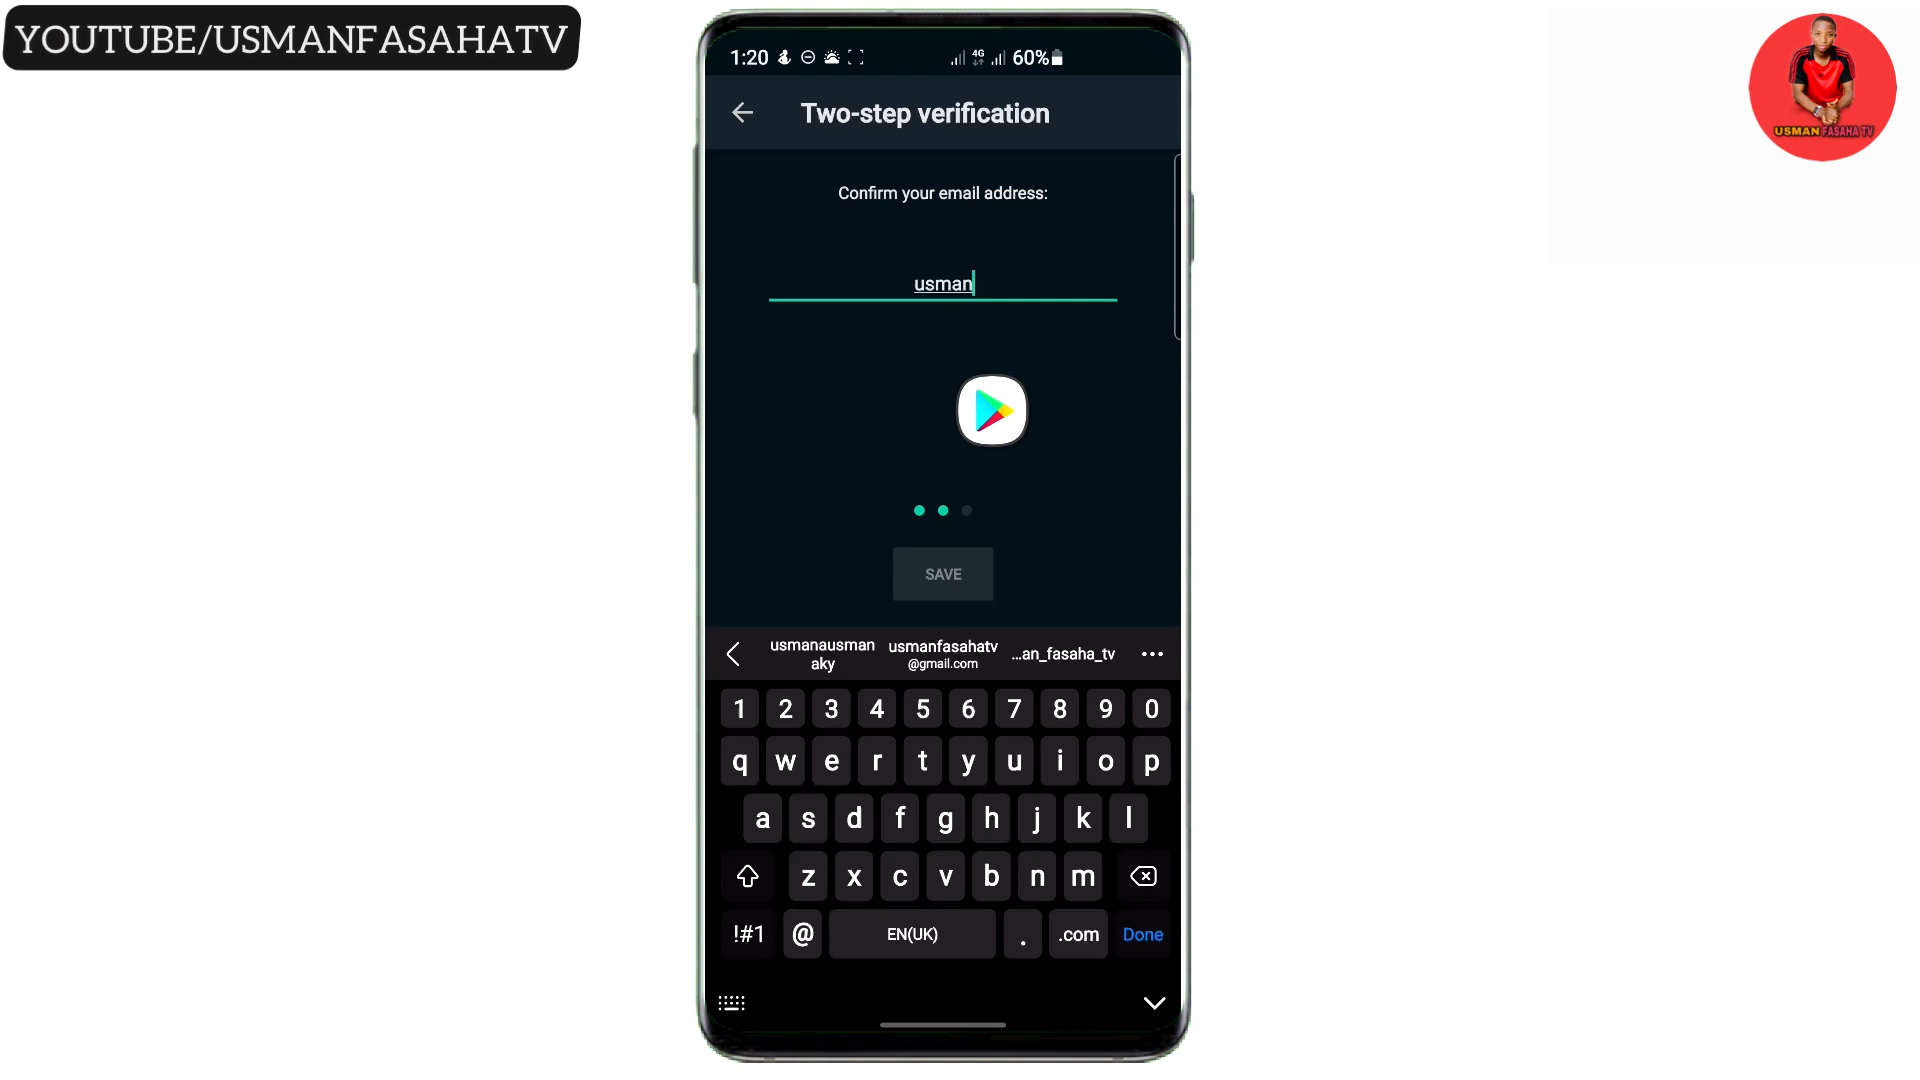 YOUTUBE/USMANFASAHATV
USMAN FASAHA TV
1:20 4G 60%
Two-step verification
Confirm your email address:
usman
SAVE
usmanausman
aky
usmanfasahatv
@gmail.com
...an_fasaha_tv
1 2 3 4 5 6 7 8 9 0
q w e r t y u i o p
a s d f g h j k l
z x c v b n m
!#1 @ EN(UK) . .com Done